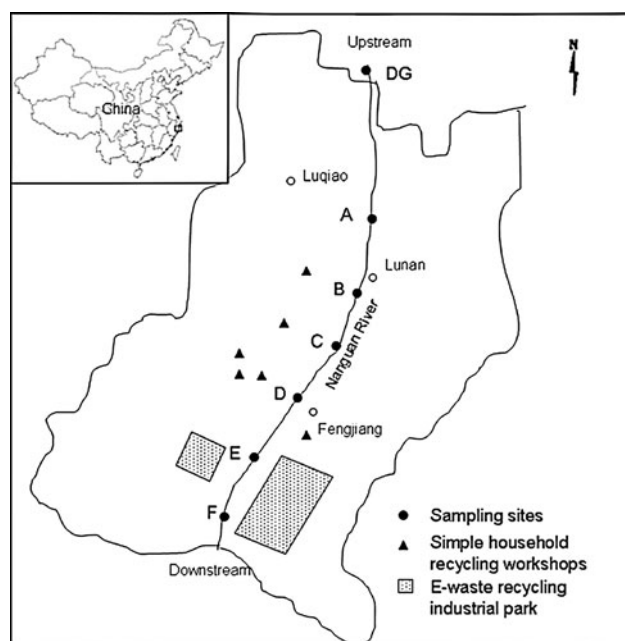 Upstream
DG
N
China
Luqiao
A
Lunan
B
C
Nanguan River
D
Fengjiang
E
F
Downstream
Sampling sites
Simple household
recycling workshops
E-waste recycling
industrial park